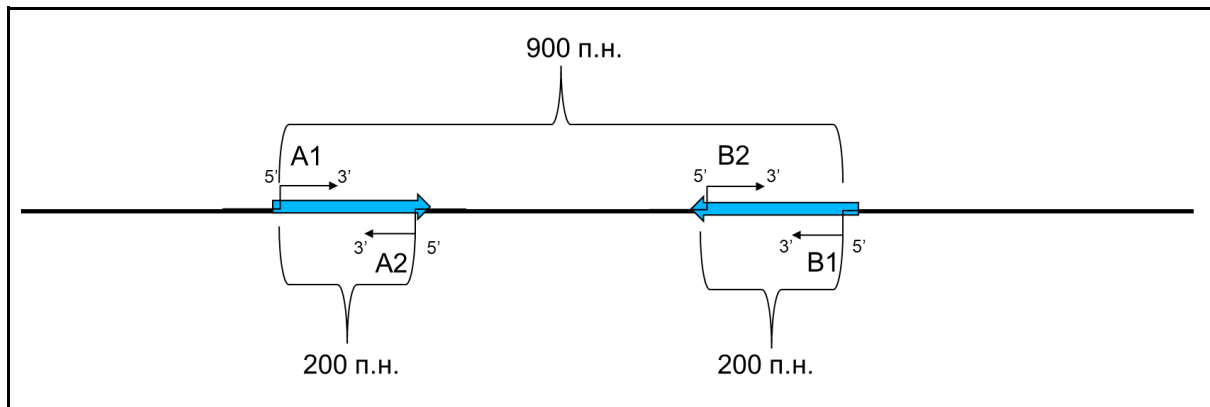 900 п.н.
A1
B2
5’ 3’ 5’ 3’
3’ 5’ 3’ 5’
A2 B1
200 п.н. 200 п.н.